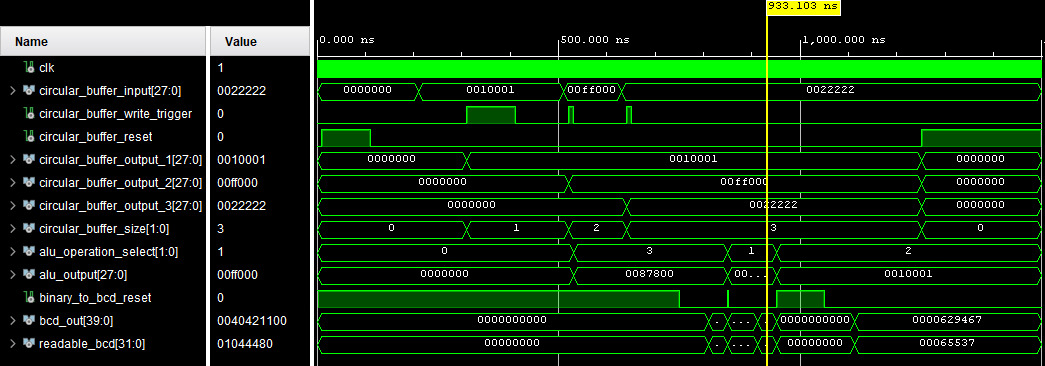 933.103 ns
Name Value 0.000 ns 500.000 ns 1,000.000 ns
clk 1
circular_buffer_input[27:0] 0022222 0000000 0010001 00ff000 0022222
circular_buffer_write_trigger 0
circular_buffer_reset 0
circular_buffer_output_1[27:0] 0010001 0000000 0010001 0000000
circular_buffer_output_2[27:0] 00ff000 0000000 00ff000 0000000
circular_buffer_output_3[27:0] 0022222 0000000 0022222 0000000
circular_buffer_size[1:0] 3 0 1 2 3 0
alu_operation_select[1:0] 1 0 3 1 2
alu_output[27:0] 00ff000 0000000 0087800 00... 0010001
binary_to_bcd_reset 0
bcd_out[39:0] 0040421100 0000000000 . ... . 0000000000 0000629467
readable_bcd[31:0] 01044480 00000000 . ... . 00000000 00065537